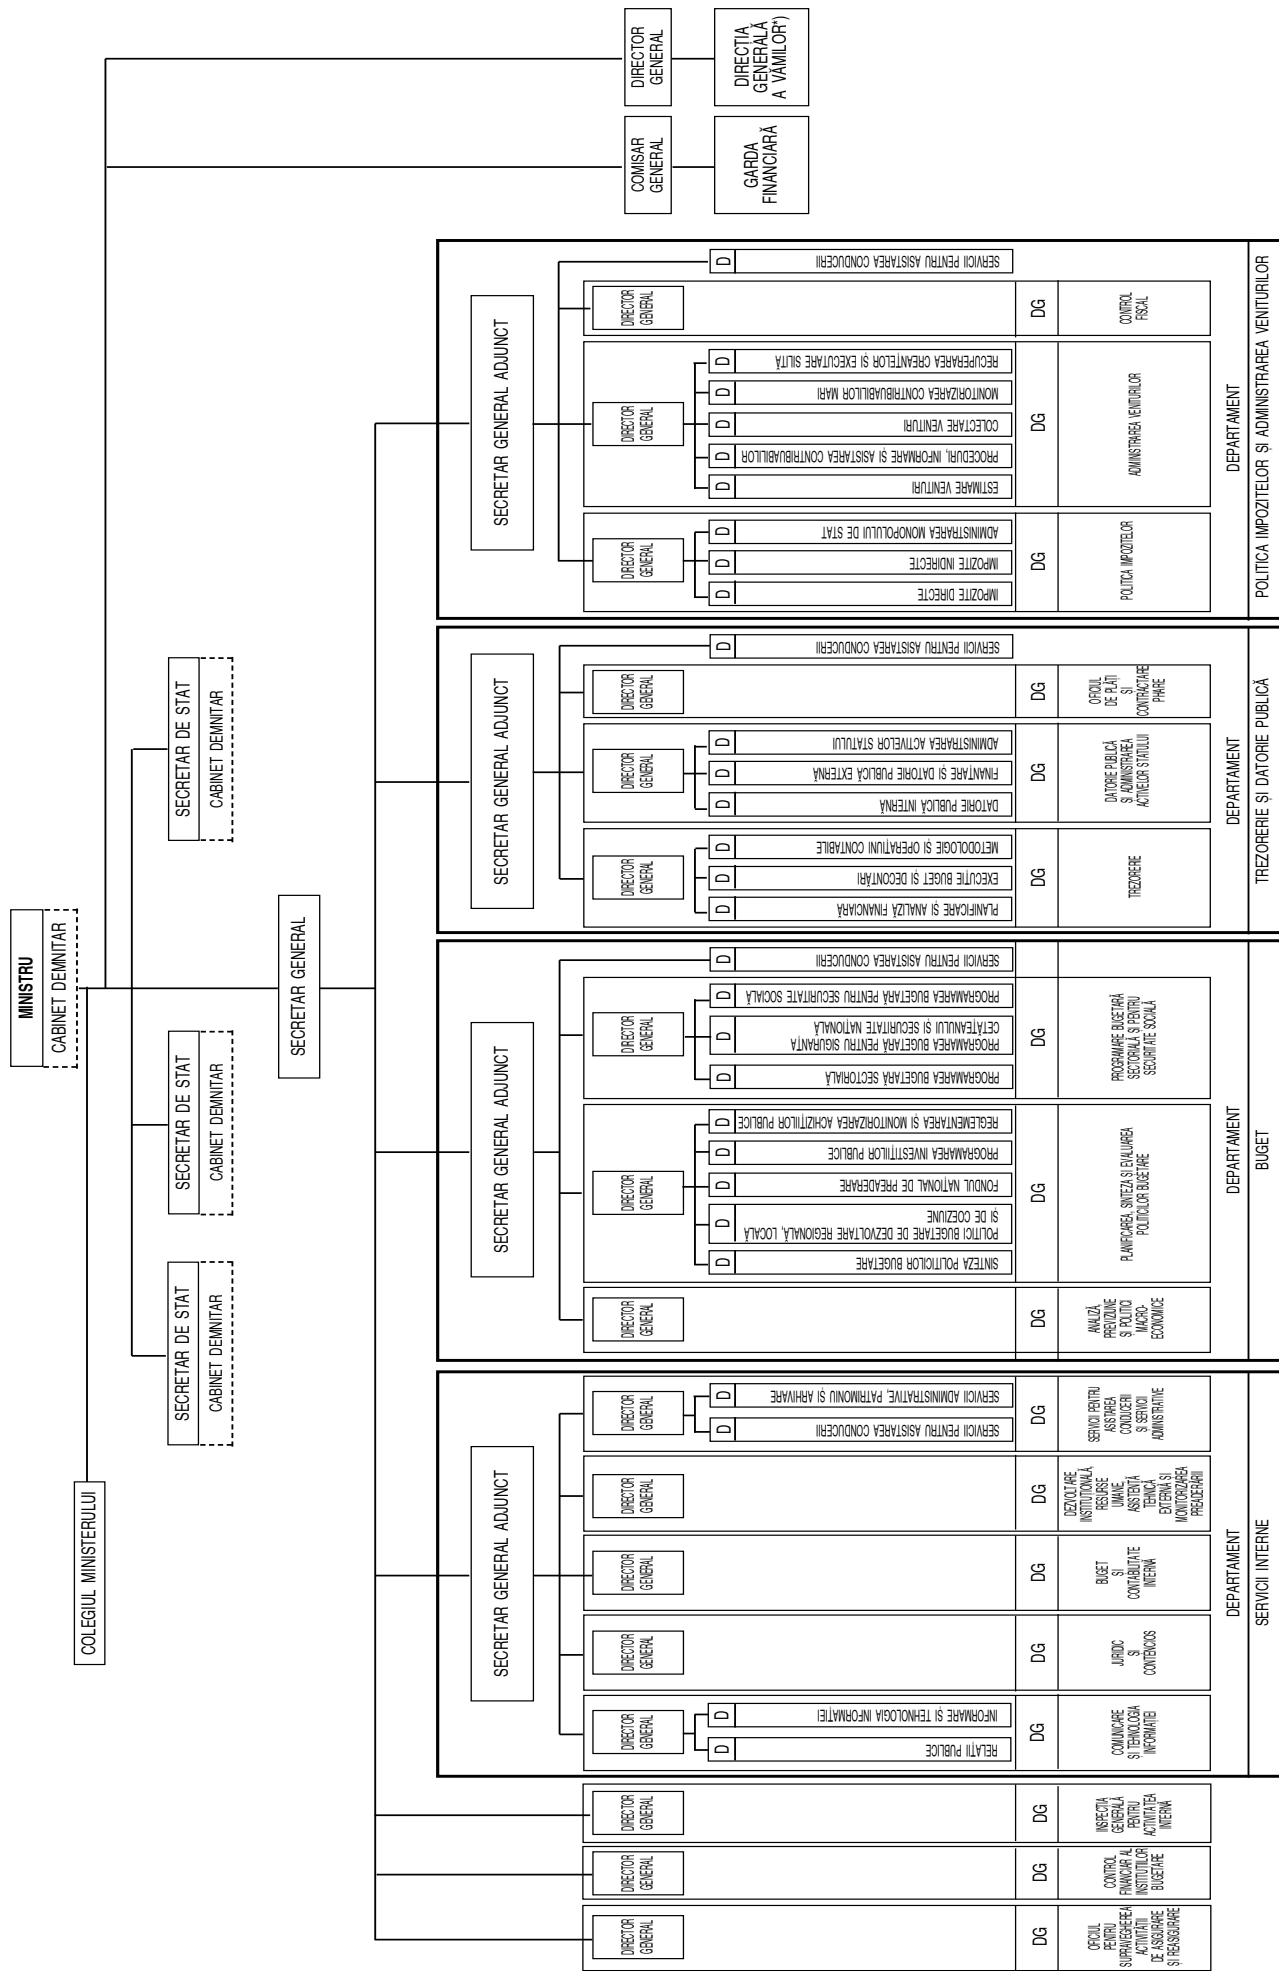 MINISTRU
CABINET DEMNITAR
COLEGIUL MINISTERULUI
SECRETAR DE STAT
CABINET DEMNITAR
SECRETAR DE STAT
CABINET DEMNITAR
SECRETAR DE STAT
CABINET DEMNITAR
SECRETAR GENERAL
DIRECTOR
GENERAL
OFICIUL
PENTRU
SUPRAVEGHEREA
ACTIVITĂȚII
DE ASIGURARE
ȘI REASIGURARE
DG
DIRECTOR
GENERAL
DG
CONTROL
FINANCIAR AL
INSTITUȚIILOR
BUGETARE
DIRECTOR
GENERAL
DG
INSPECȚIA
GENERALĂ
PENTRU
ACTIVITATEA
INTERNĂ
SECRETAR GENERAL ADJUNCT
DIRECTOR
GENERAL
D
RELAȚII PUBLICE
D
INFORMARE ȘI TEHNOLOGIA INFORMAȚIEI
DG
COMUNICARE
ȘI TEHNOLOGIA
INFORMAȚIEI
DIRECTOR
GENERAL
DG
JURIDIC
ȘI
CONTENCIOS
DIRECTOR
GENERAL
DG
BUGET
ȘI
CONTABILITATE
INTERNĂ
DIRECTOR
GENERAL
DG
DEZVOLTARE
INSTITUȚIONALĂ,
RESURSE
UMANE,
ASISTENȚĂ
TEHNICĂ
EXTERNĂ ȘI
MONITORIZAREA
PREADERĂRII
DIRECTOR
GENERAL
D
SERVICII PENTRU ASISTAREA CONDUCERII
D
SERVICII ADMINISTRATIVE, PATRIMONIU ȘI ARHIVARE
DG
SERVICII PENTRU
ASISTAREA
CONDUCERII
ȘI SERVICII
ADMINISTRATIVE
DEPARTAMENT
SERVICII INTERNE
SECRETAR GENERAL ADJUNCT
DIRECTOR
GENERAL
DG
ANALIZĂ,
PREVIZIUNE
ȘI POLITICI
MACRO-
ECONOMICE
DIRECTOR
GENERAL
D
SINTEZA POLITICILOR BUGETARE
D
POLITICI BUGETARE DE DEZVOLTARE REGIONALĂ, LOCALĂ
ȘI DE COEZIUNE
D
FONDUL NAȚIONAL DE PREADERARE
D
PROGRAMAREA INVESTIȚIILOR PUBLICE
D
REGLEMENTAREA ȘI MONITORIZAREA ACHIZIȚIILOR PUBLICE
DG
PLANIFICAREA, SINTEZA ȘI EVALUAREA
POLITICILOR BUGETARE
DIRECTOR
GENERAL
D
PROGRAMAREA BUGETARĂ SECTORIALĂ
D
PROGRAMAREA BUGETARĂ PENTRU SIGURANȚA
CETĂȚEANULUI ȘI SECURITATE NAȚIONALĂ
D
PROGRAMAREA BUGETARĂ PENTRU SECURITATE SOCIALĂ
DG
PROGRAMARE BUGETARĂ
SECTORIALĂ ȘI PENTRU
SECURITATE SOCIALĂ
D
SERVICII PENTRU ASISTAREA CONDUCERII
DEPARTAMENT
BUGET
SECRETAR GENERAL ADJUNCT
DIRECTOR
GENERAL
D
PLANIFICARE ȘI ANALIZĂ FINANCIARĂ
D
EXECUȚIE BUGET ȘI DECONTĂRI
D
METODOLOGIE ȘI OPERAȚIUNI CONTABILE
DG
TREZORERIE
DIRECTOR
GENERAL
D
DATORIE PUBLICĂ INTERNĂ
D
FINANȚARE ȘI DATORIE PUBLICĂ EXTERNĂ
D
ADMINISTRAREA ACTIVELOR STATULUI
DG
DATORIE PUBLICĂ
ȘI ADMINISTRAREA
ACTIVELOR STATULUI
DIRECTOR
GENERAL
DG
OFICIUL
DE PLĂȚI
ȘI
CONTRACTARE
PHARE
D
SERVICII PENTRU ASISTAREA CONDUCERII
DEPARTAMENT
TREZORERIE ȘI DATORIE PUBLICĂ
SECRETAR GENERAL ADJUNCT
DIRECTOR
GENERAL
D
IMPOZITE DIRECTE
D
IMPOZITE INDIRECTE
D
ADMINISTRAREA MONOPOLULUI DE STAT
DG
POLITICA IMPOZITELOR
DIRECTOR
GENERAL
D
ESTIMARE VENITURI
D
PROCEDURI, INFORMARE ȘI ASISTAREA CONTRIBUABILILOR
D
COLECTARE VENITURI
D
MONITORIZAREA CONTRIBUABILILOR MARI
D
RECUPERAREA CREANȚELOR ȘI EXECUTARE SILITĂ
DG
ADMINISTRAREA VENITURILOR
DIRECTOR
GENERAL
DG
CONTROL
FISCAL
D
SERVICII PENTRU ASISTAREA CONDUCERII
DEPARTAMENT
POLITICA IMPOZITELOR ȘI ADMINISTRAREA VENITURILOR
COMISAR
GENERAL
GARDA
FINANCIARĂ
DIRECTOR
GENERAL
DIRECȚIA
GENERALĂ
A VĂMILOR*)